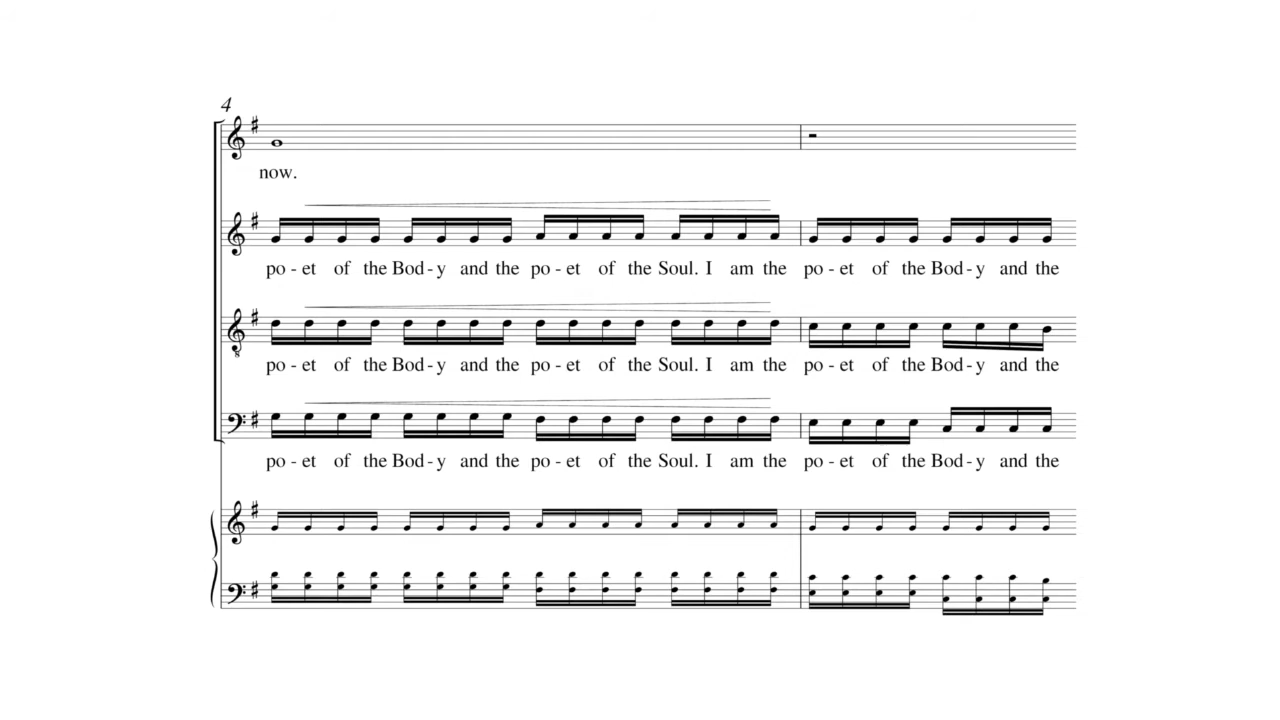 4
now.
po - et of the Bod - y and the po - et of the Soul. I am the po - et of the Bod - y and the
po - et of the Bod - y and the po - et of the Soul. I am the po - et of the Bod - y and the
po - et of the Bod - y and the po - et of the Soul. I am the po - et of the Bod - y and the